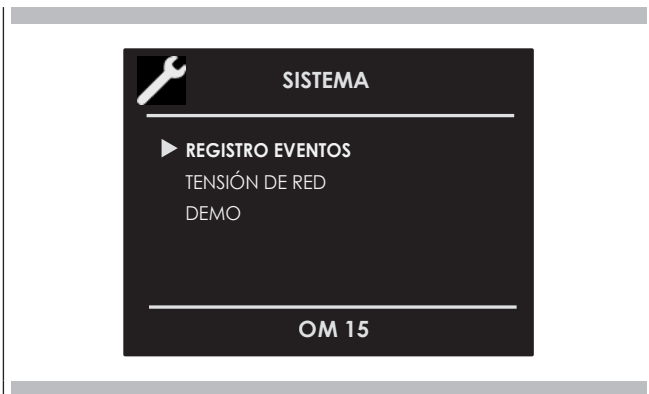 SISTEMA
REGISTRO EVENTOS
TENSIÓN DE RED
DEMO
OM 15